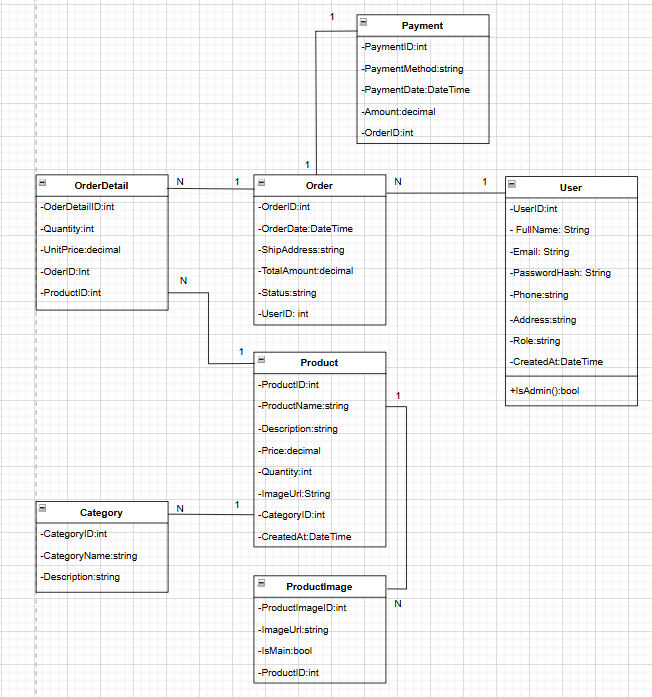 1
Payment
-PaymentID:int
-PaymentMethod:string
-PaymentDate:DateTime
-Amount:decimal
-OrderID:int
1
OrderDetail
-OderDetailID:int
-Quantity:int
-UnitPrice:decimal
-OderID:Int
-ProductID:int
N
1
Order
-OrderID:int
-OrderDate:DateTime
-ShipAddress:string
-TotalAmount:decimal
-Status:string
-UserID: int
N
1
User
-UserID:int
- FullName: String
-Email: String
-PasswordHash: String
-Phone:string
-Address:string
-Role:string
-CreatedAt:DateTime
+IsAdmin():bool
N
1
Product
-ProductID:int
-ProductName:string
-Description:string
-Price:decimal
-Quantity:int
-ImageUrl:String
-CategoryID:int
-CreatedAt:DateTime
1
Category
-CategoryID:int
-CategoryName:string
-Description:string
N
1
ProductImage
-ProductImageID:int
-ImageUrl:string
-IsMain:bool
-ProductID:int
N